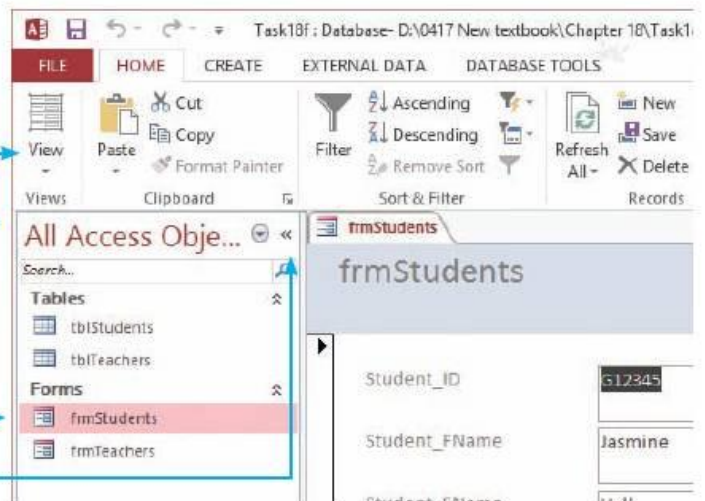 Task18f : Database- D:\0417 New textbook\Chapter 18\Task1
FILE HOME CREATE EXTERNAL DATA DATABASE TOOLS
View
Paste
Cut
Copy
Format Painter
Filter
Ascending
Descending
Remove Sort
Refresh All
New
Save
Delete
Views Clipboard Sort & Filter Records
All Access Obje...
Search...
Tables
tblStudents
tblTeachers
Forms
frmStudents
frmTeachers
frmStudents
frmStudents
Student_ID G12345
Student_FName Jasmine